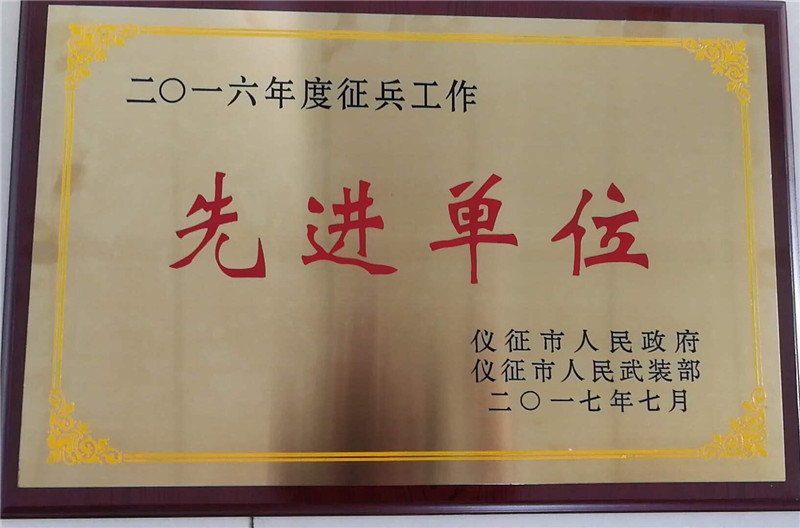 二〇一六年度征兵工作
先进单位
仪征市人民政府
仪征市人民武装部
二〇一七年七月